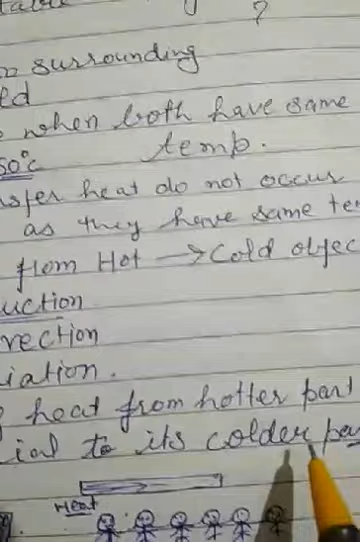 ?
surrounding
ed
when both have same
50°C temp.
nsfer heat do not occur
as they have same te
from Hot → Cold objec
uction
vection
iation.
heat from hotter part
ial to its colder pa
Heat